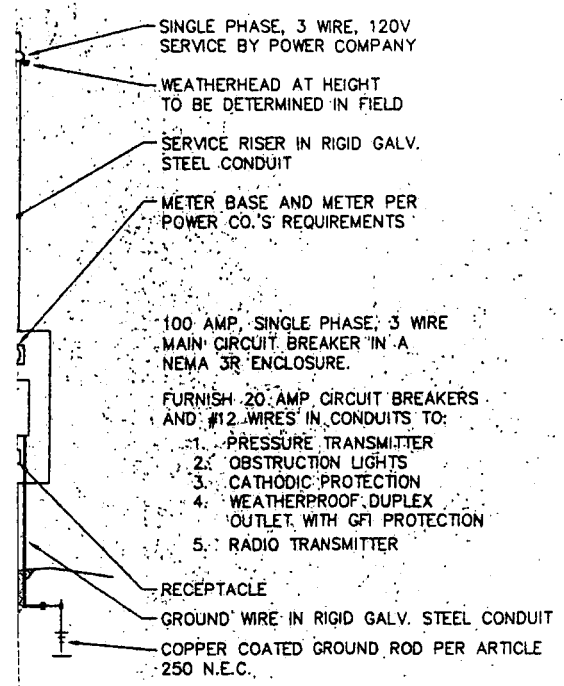 SINGLE PHASE, 3 WIRE, 120V
SERVICE BY POWER COMPANY
WEATHERHEAD AT HEIGHT
TO BE DETERMINED IN FIELD
SERVICE RISER IN RIGID GALV.
STEEL CONDUIT
METER BASE AND METER PER
POWER CO.'S REQUIREMENTS
100 AMP, SINGLE PHASE, 3 WIRE
MAIN CIRCUIT BREAKER IN A
NEMA 3R ENCLOSURE.
FURNISH 20 AMP CIRCUIT BREAKERS
AND #12 WIRES IN CONDUITS TO:
1. PRESSURE TRANSMITTER
2. OBSTRUCTION LIGHTS
3. CATHODIC PROTECTION
4. WEATHERPROOF DUPLEX
OUTLET WITH GFI PROTECTION
5. RADIO TRANSMITTER
RECEPTACLE
GROUND WIRE IN RIGID GALV. STEEL CONDUIT
COPPER COATED GROUND ROD PER ARTICLE
250 N.E.C.